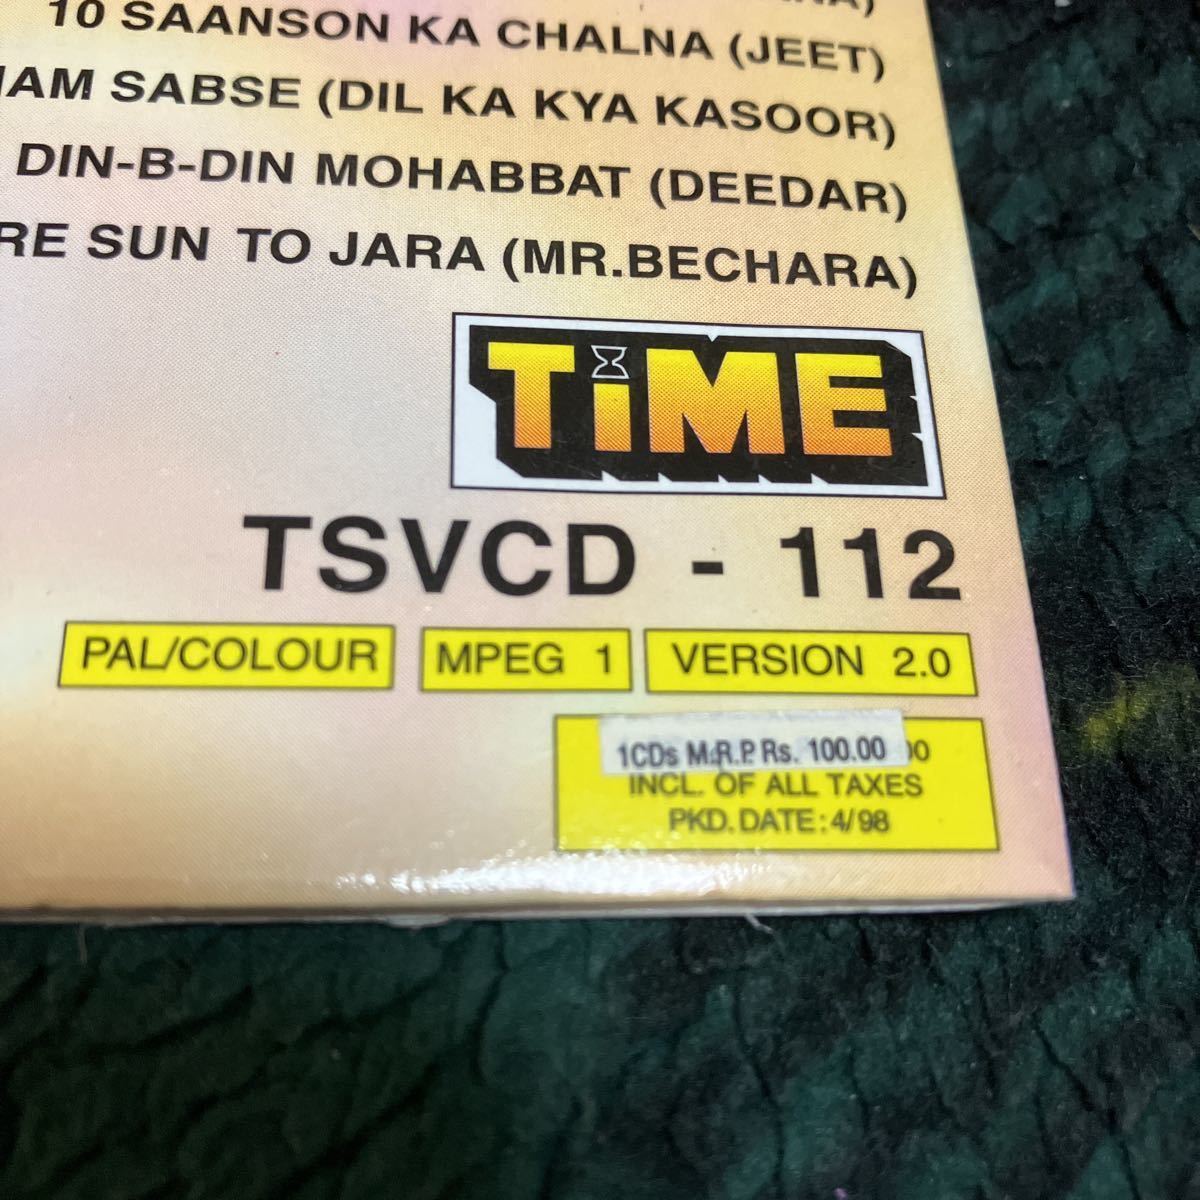 10 SAANSON KA CHALNA (JEET)
SABSE (DIL KA KYA KASOOR)
DIN-B-DIN MOHABBAT (DEEDAR)
SUN TO JARA (MR.BECHARA)
TiME
TSVCD - 112
PAL/COLOUR MPEG 1 VERSION 2.0
1CDs M.R.P. Rs. 100.00
INCL. OF ALL TAXES
PKD. DATE : 4/98